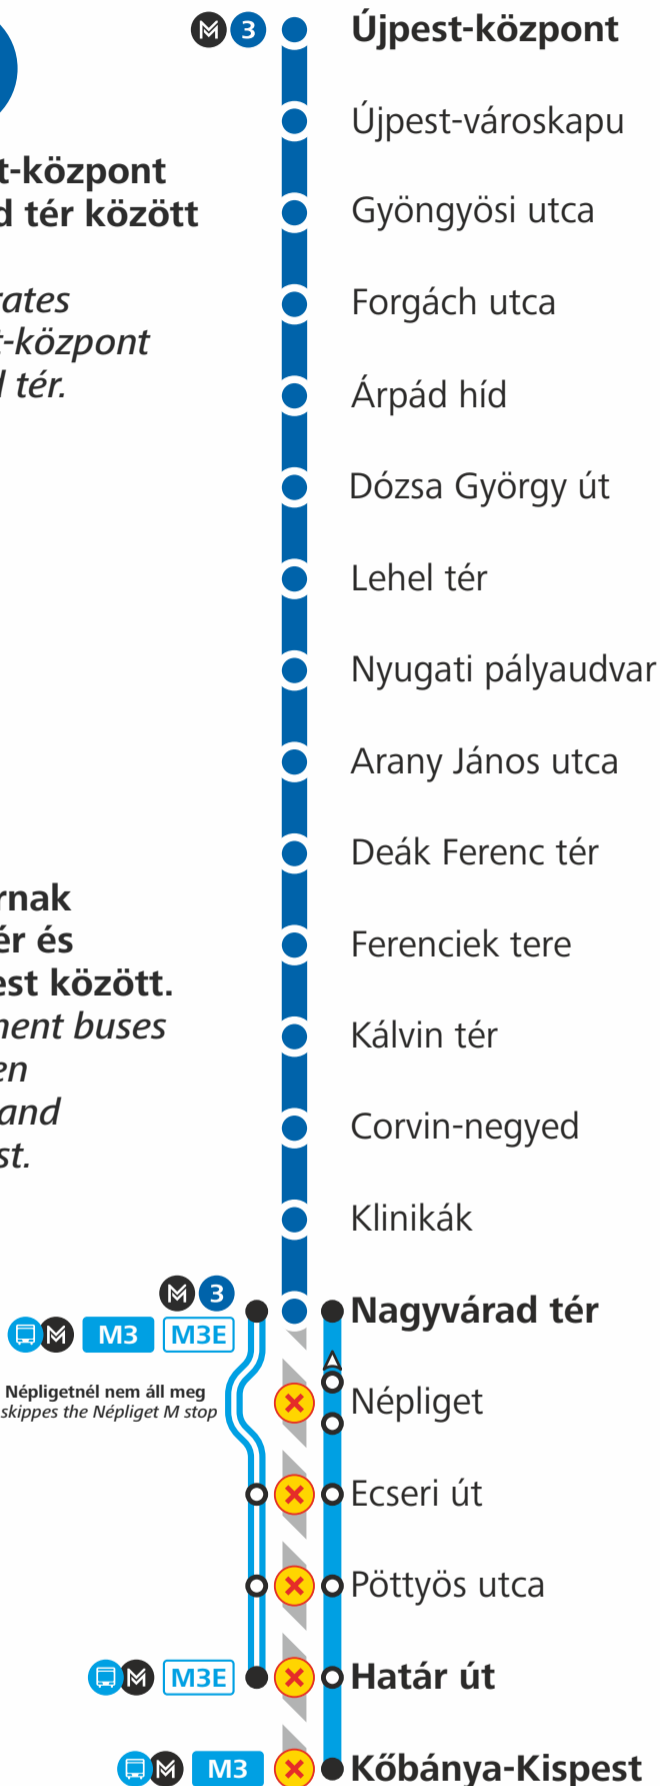 3
Újpest-központ
Újpest-városkapu
t-központ
d tér között
Gyöngyösi utca
rates
t-központ
l tér.
Forgách utca
Árpád híd
Dózsa György út
Lehel tér
Nyugati pályaudvar
Arany János utca
Deák Ferenc tér
rnak
ér és
est között.
ment buses
en
and
st.
Ferenciek tere
Kálvin tér
Corvin-negyed
Klinikák
3
Nagyvárad tér
M3 M3E
Népligetnél nem áll meg
skippes the Népliget M stop
Népliget
Ecseri út
Pöttyös utca
M3E Határ út
M3 Kőbánya-Kispest